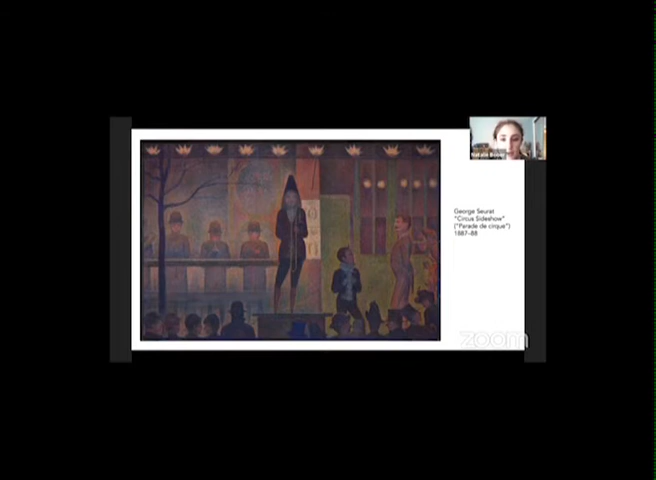 George Seurat
"Circus Sideshow"
("Parade de cirque")
1887–88
zoom